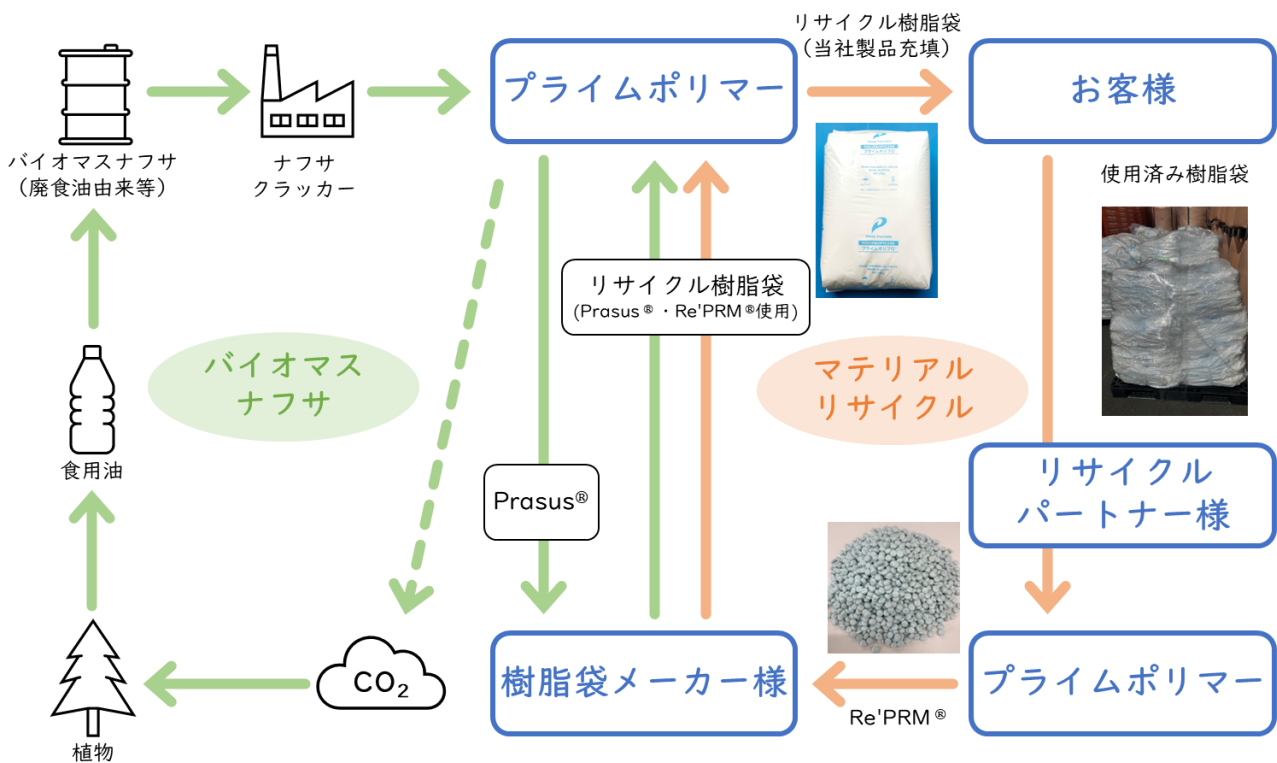 リサイクル樹脂袋
(当社製品充填)
プライムポリマー
お客様
バイオマスナフサ
(廃食油由来等)
ナフサ
クラッカー
使用済み樹脂袋
リサイクル樹脂袋
(Prasus®・Re'PRM®使用)
バイオマス
ナフサ
マテリアル
リサイクル
食用油
Prasus®
リサイクル
パートナー様
CO₂
樹脂袋メーカー様
プライムポリマー
Re'PRM®
植物